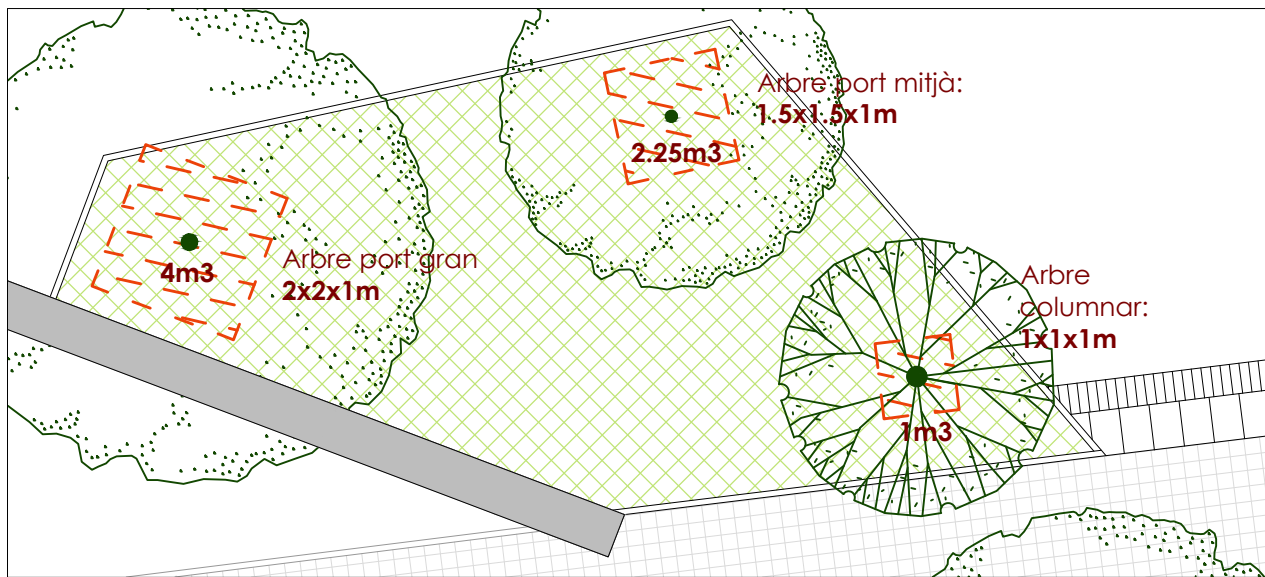 Arbre port mitjà:
1.5x1.5x1m
2.25m3
Arbre port gran
2x2x1m
4m3
Arbre
columnar:
1x1x1m
1m3